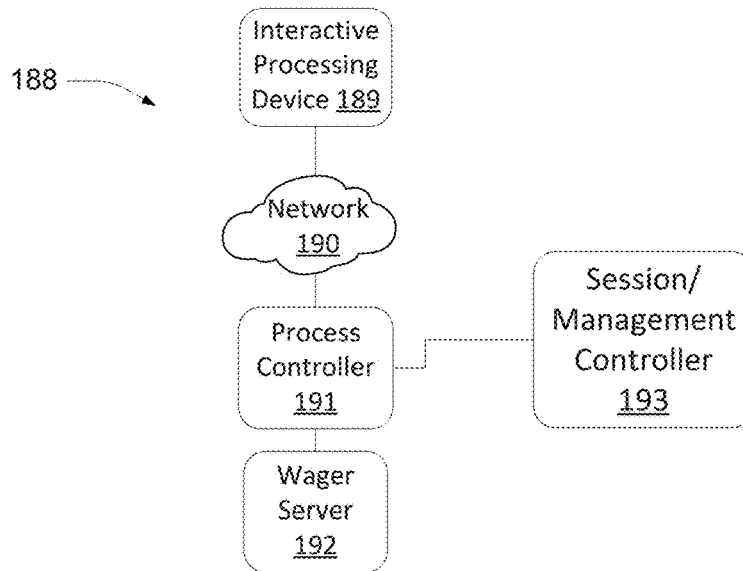 188
Interactive
Processing
Device 189
Network
190
Process
Controller
191
Session/
Management
Controller
193
Wager
Server
192